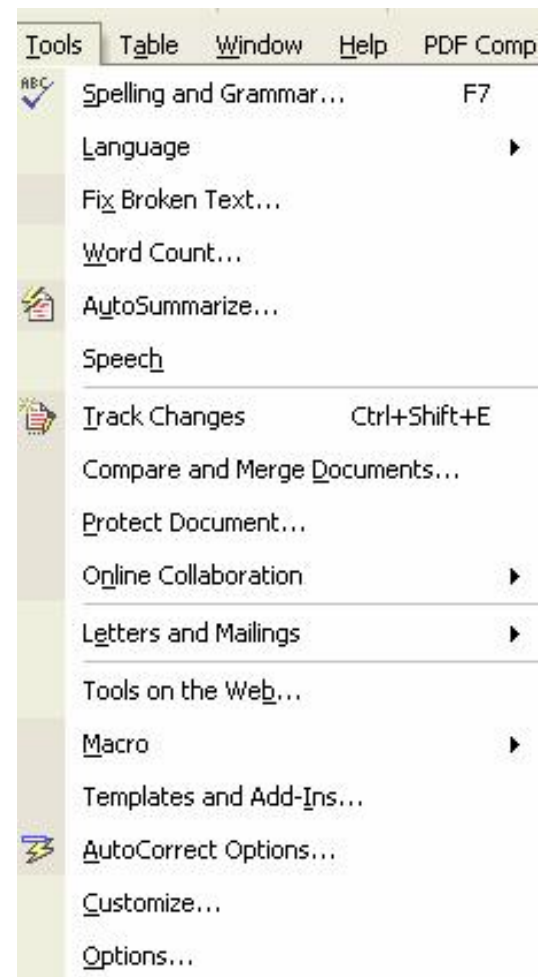 Tools Table Window Help PDF Comp
ABC Spelling and Grammar... F7
Language
Fix Broken Text...
Word Count...
AutoSummarize...
Speech
Track Changes Ctrl+Shift+E
Compare and Merge Documents...
Protect Document...
Online Collaboration
Letters and Mailings
Tools on the Web...
Macro
Templates and Add-Ins...
AutoCorrect Options...
Customize...
Options...